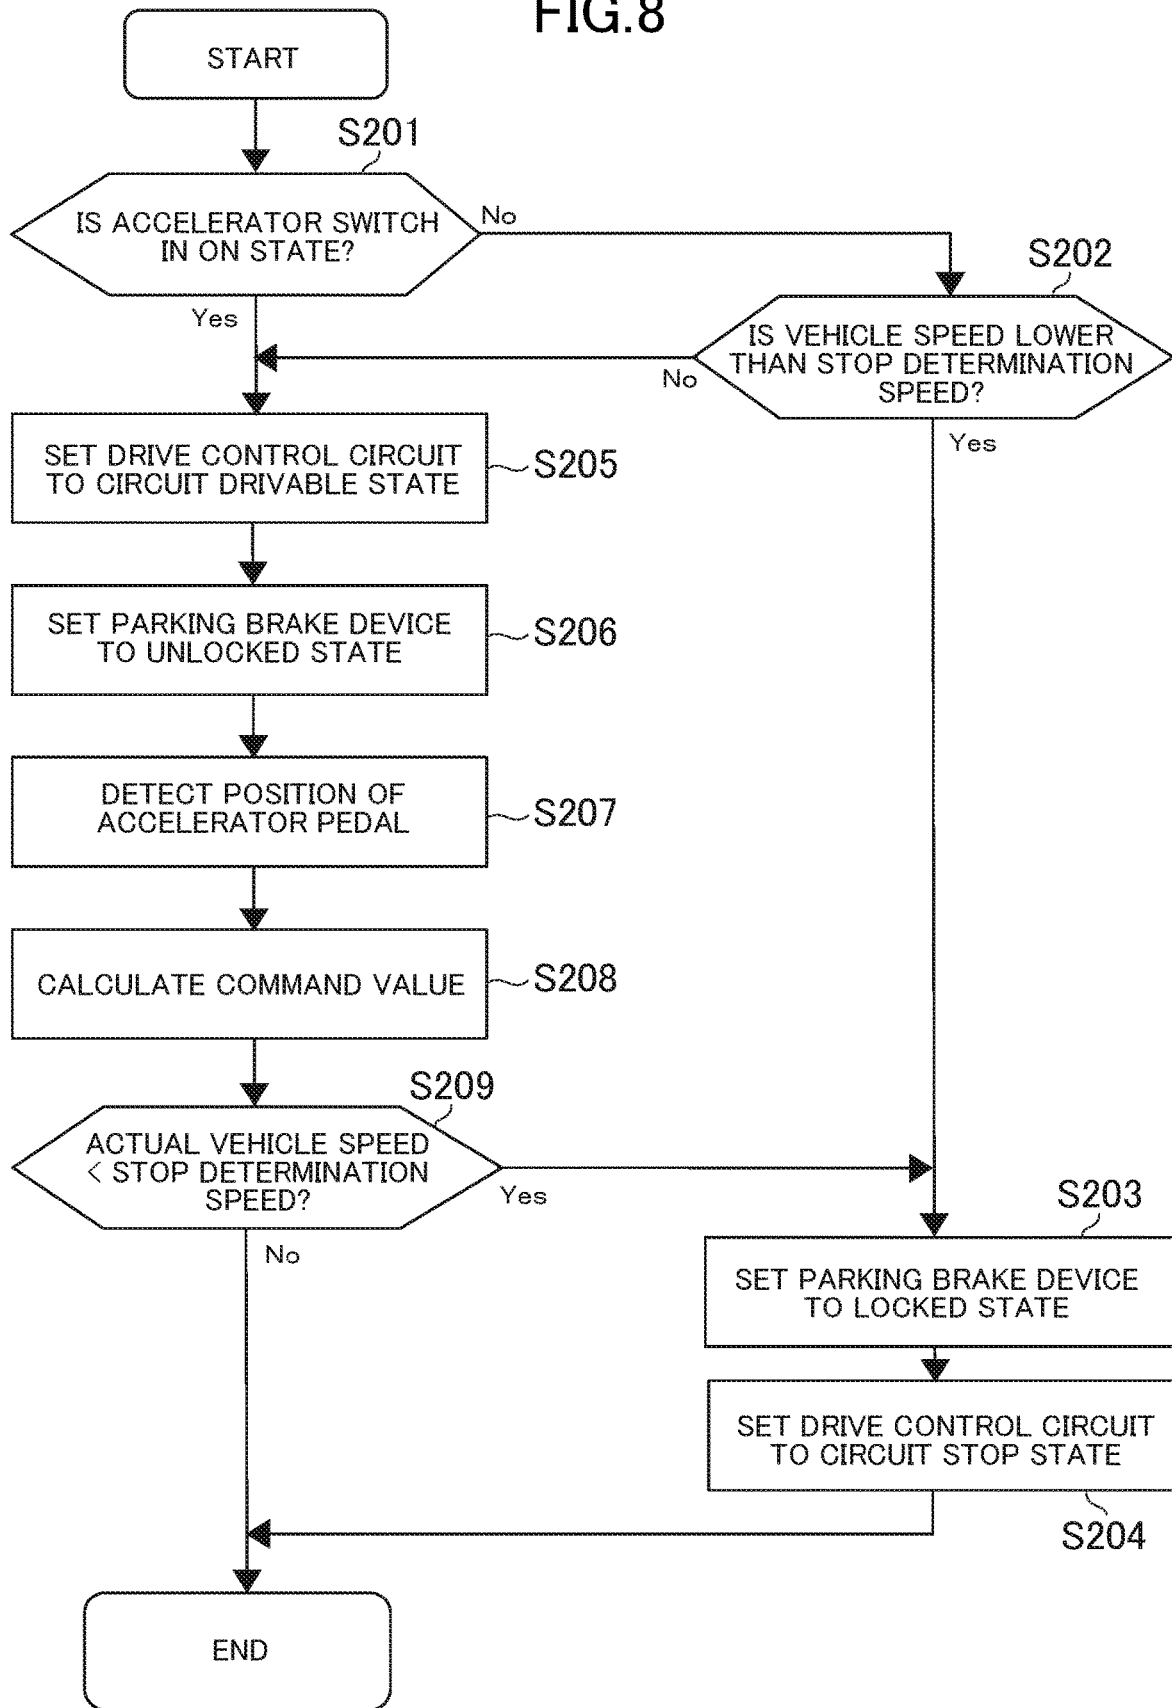 FIG.8
START
S201
IS ACCELERATOR SWITCH
IN ON STATE?
No
Yes
S202
IS VEHICLE SPEED LOWER
THAN STOP DETERMINATION
SPEED?
No
Yes
SET DRIVE CONTROL CIRCUIT
TO CIRCUIT DRIVABLE STATE
S205
SET PARKING BRAKE DEVICE
TO UNLOCKED STATE
S206
DETECT POSITION OF
ACCELERATOR PEDAL
S207
CALCULATE COMMAND VALUE
S208
S209
ACTUAL VEHICLE SPEED
< STOP DETERMINATION
SPEED?
Yes
No
S203
SET PARKING BRAKE DEVICE
TO LOCKED STATE
SET DRIVE CONTROL CIRCUIT
TO CIRCUIT STOP STATE
S204
END